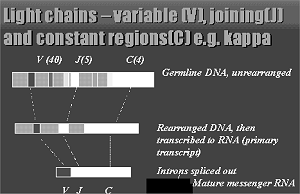 Light chains – variable (V), joining(J)
and constant regions(C) e.g. kappa
V (40) J(5) C(4)
Germline DNA, unrearranged
Rearranged DNA, then
transcribed to RNA (primary
transcript)
Introns spliced out
Mature messenger RNA
V J C